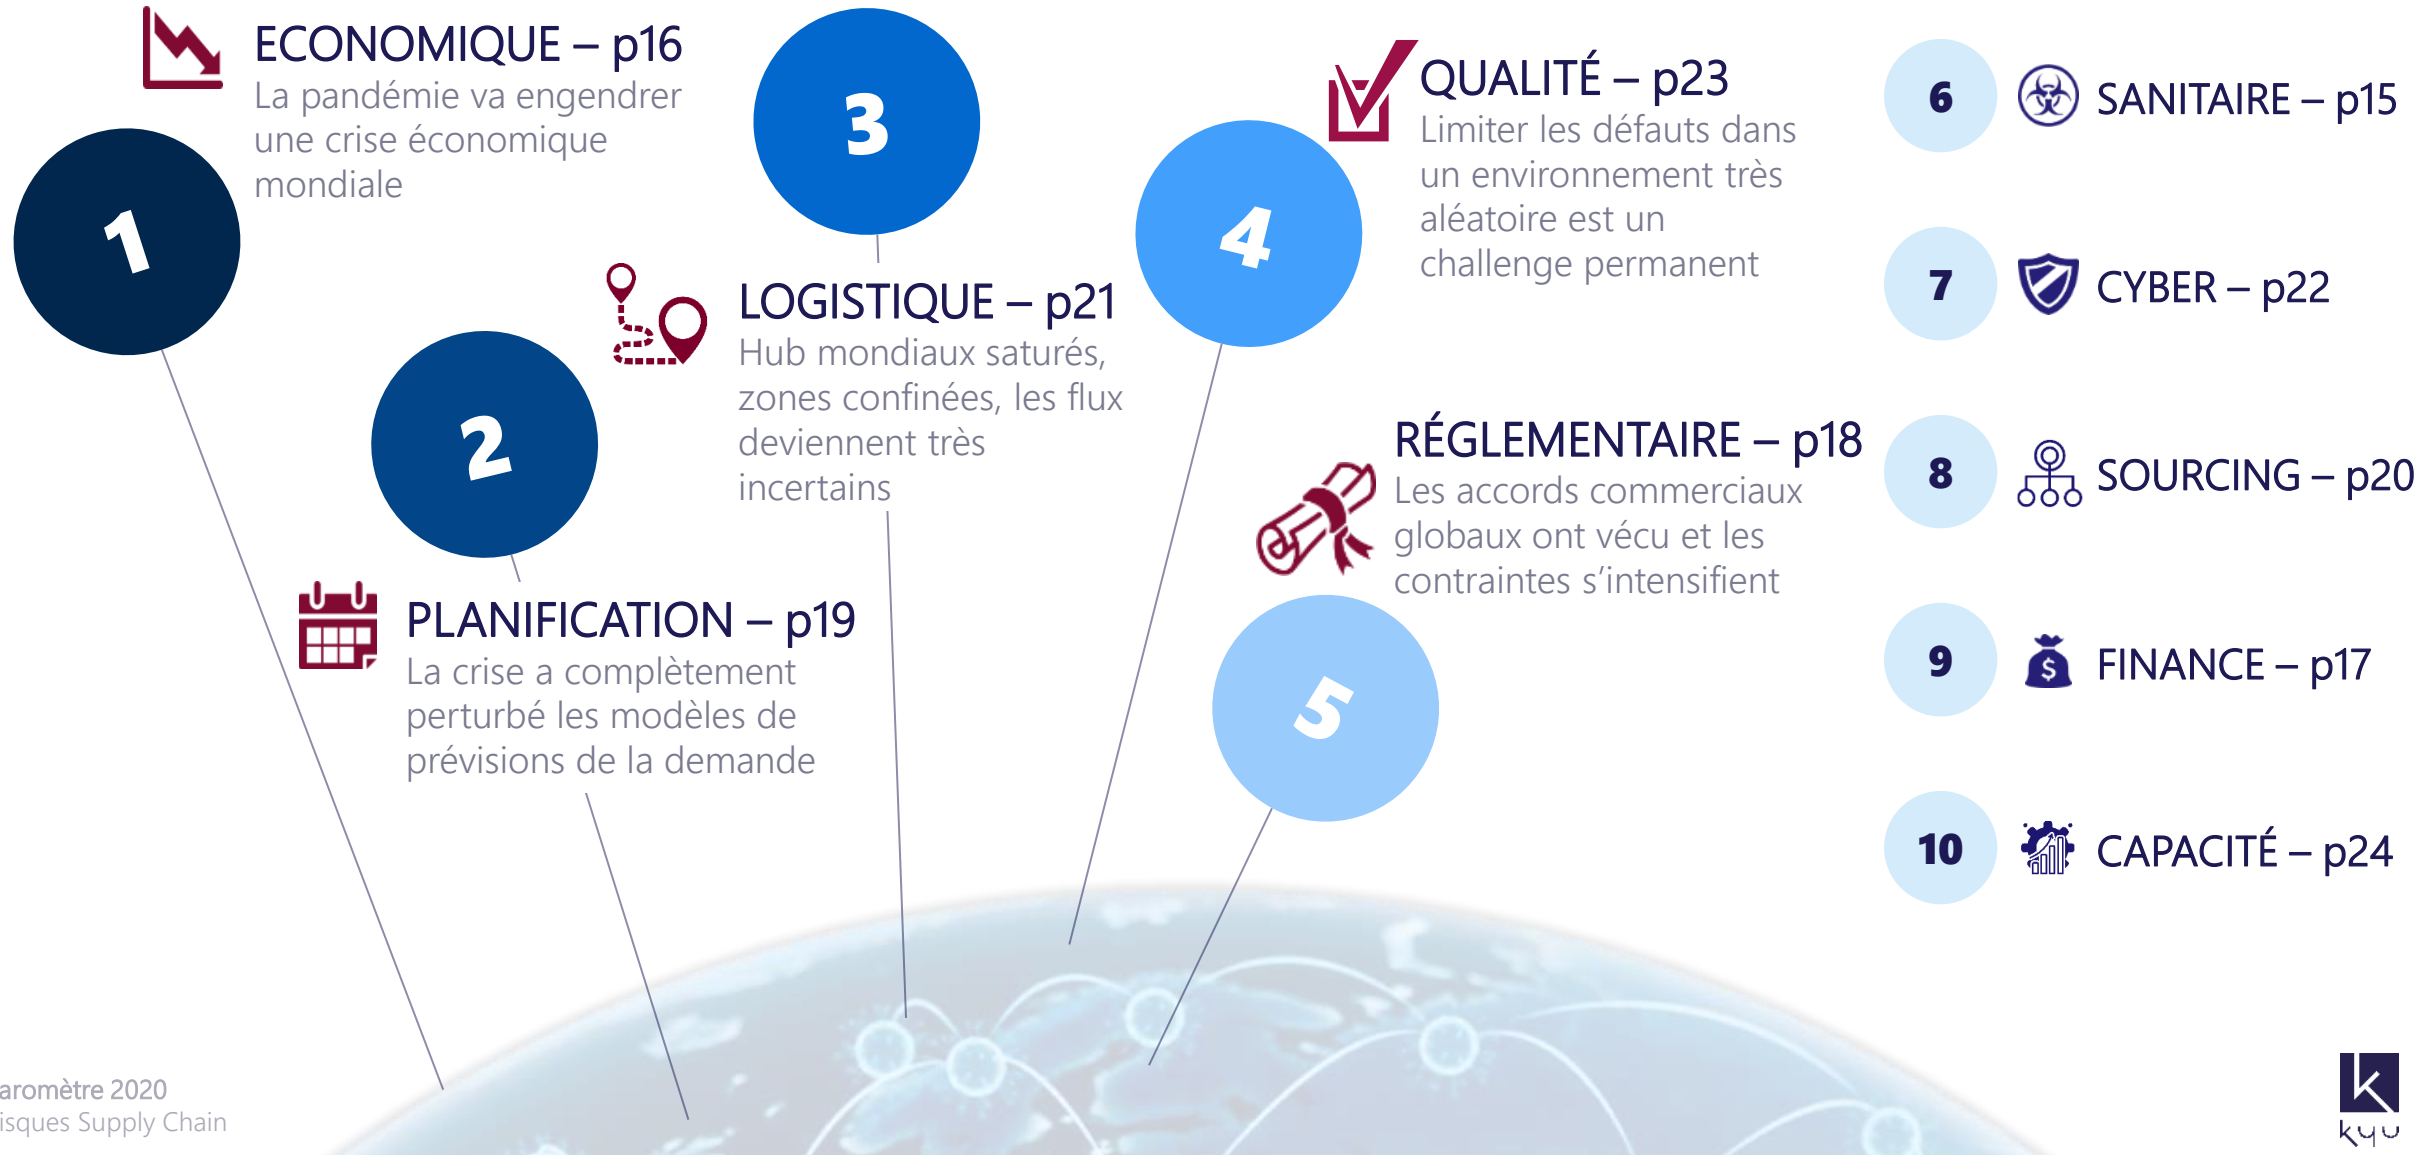 1
ECONOMIQUE – p16
La pandémie va engendrer
une crise économique
mondiale
2
PLANIFICATION – p19
La crise a complètement
perturbé les modèles de
prévisions de la demande
3
LOGISTIQUE – p21
Hub mondiaux saturés,
zones confinées, les flux
deviennent très
incertains
4
QUALITÉ – p23
Limiter les défauts dans
un environnement très
aléatoire est un
challenge permanent
5
RÉGLEMENTAIRE – p18
Les accords commerciaux
globaux ont vécu et les
contraintes s’intensifient
6
SANITAIRE – p15
7
CYBER – p22
8
SOURCING – p20
9
FINANCE – p17
10
CAPACITÉ – p24
aromètre 2020
isques Supply Chain
kyu